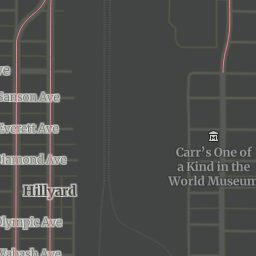 ve
Sanson Ave
Everett Ave
Diamond Ave
Hillyard
Olympic Ave
Wabash Ave
Carr's One of
a Kind in the
World Museum